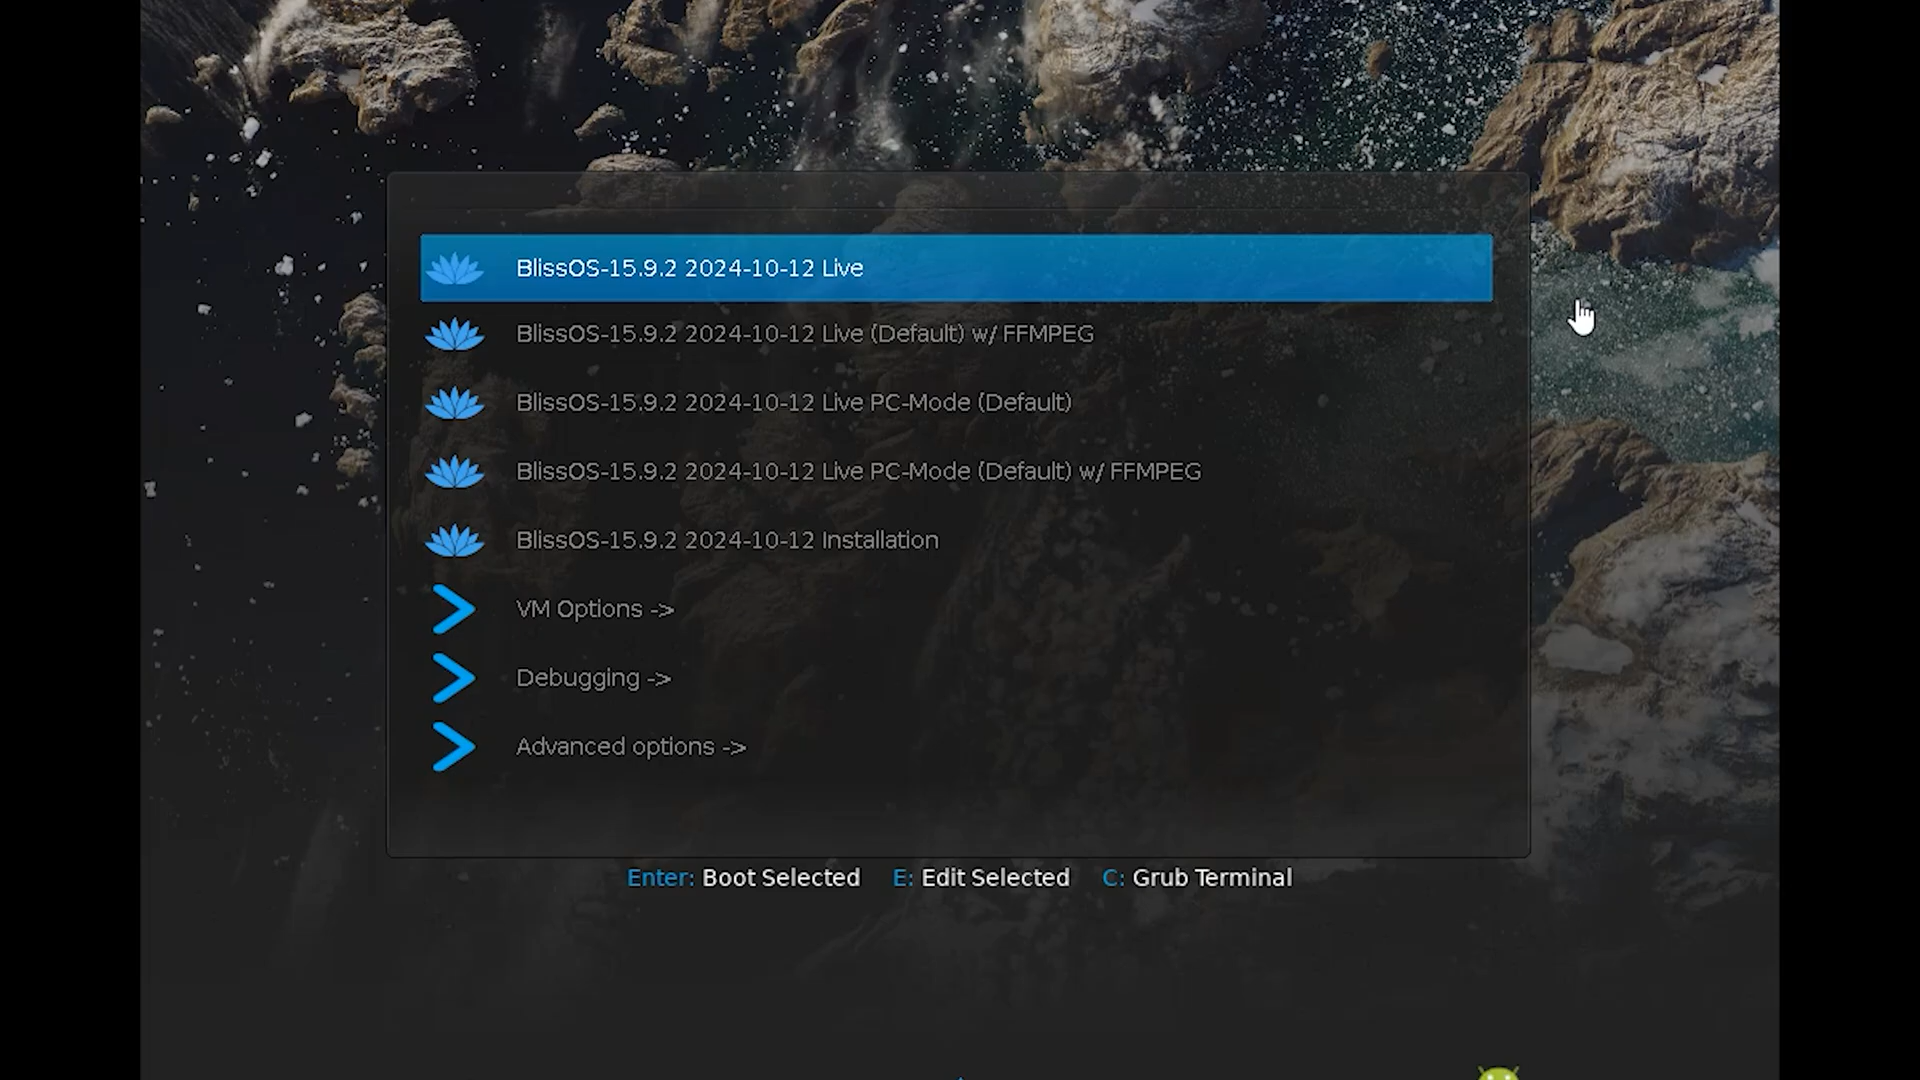 BlissOS-15.9.2 2024-10-12 Live
BlissOS-15.9.2 2024-10-12 Live (Default) w/ FFMPEG
BlissOS-15.9.2 2024-10-12 Live PC-Mode (Default)
BlissOS-15.9.2 2024-10-12 Live PC-Mode (Default) w/ FFMPEG
BlissOS-15.9.2 2024-10-12 Installation
VM Options ->
Debugging ->
Advanced options ->
Enter: Boot Selected E: Edit Selected C: Grub Terminal